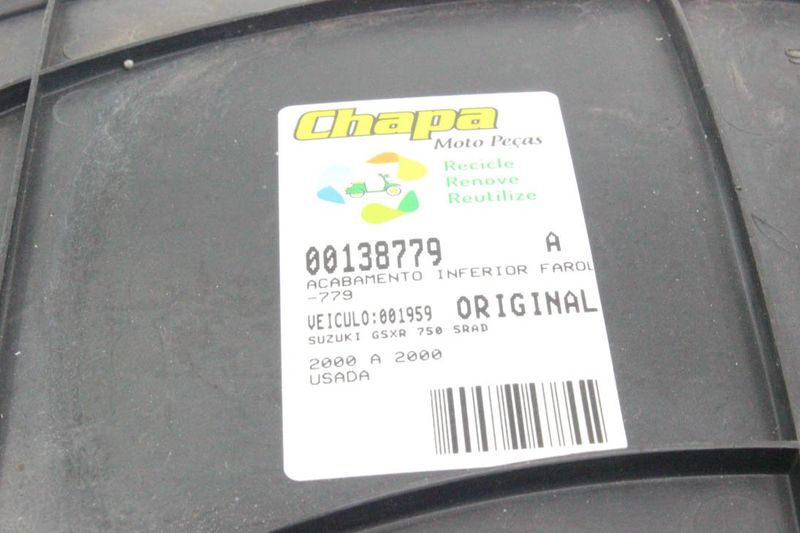 Chapa
Moto Peças
Recicle
Renove
Reutilize
00138779 A
ACABAMENTO INFERIOR FAROL
-779
VEICULO:001959 ORIGINAL
SUZUKI GSXR 750 SRAD
2000 A 2000
USADA